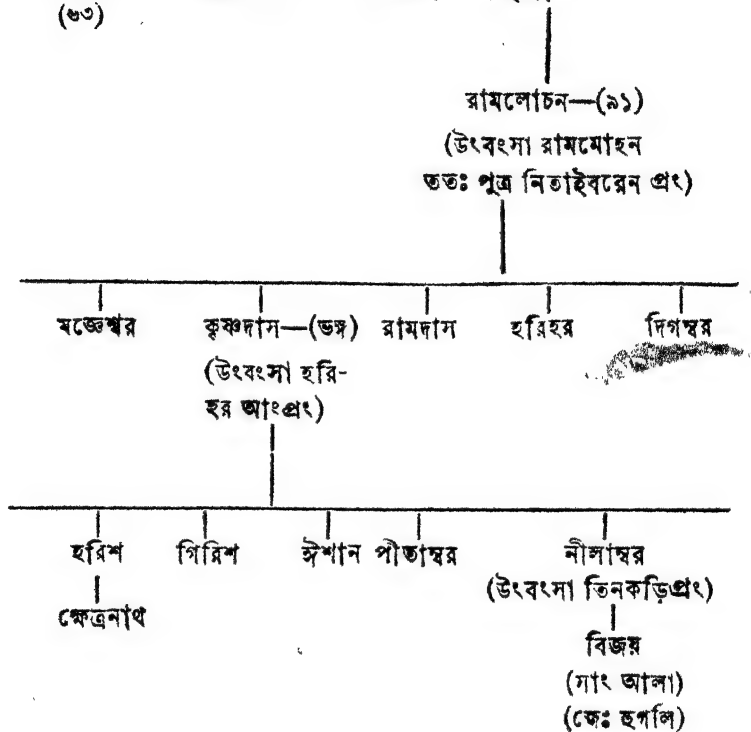 (৬৩)
রামলোচন—(৯১)
(উংবংসা রামমোহন
ততঃ পুত্র নিতাইবরেন প্রং)
যজ্ঞেশ্বর কৃষ্ণদাস—(ভঙ্গ) রামদাস হরিহর দিগম্বর
(উংবংসা হরি-
হর আংপ্রং)
হরিশ গিরিশ ঈশান পীতাম্বর নীলাম্বর
(উংবংসা তিনকড়িপ্রং)
ক্ষেত্রনাথ
বিজয়
(সাং আলা)
(জেঃ হুগলি)